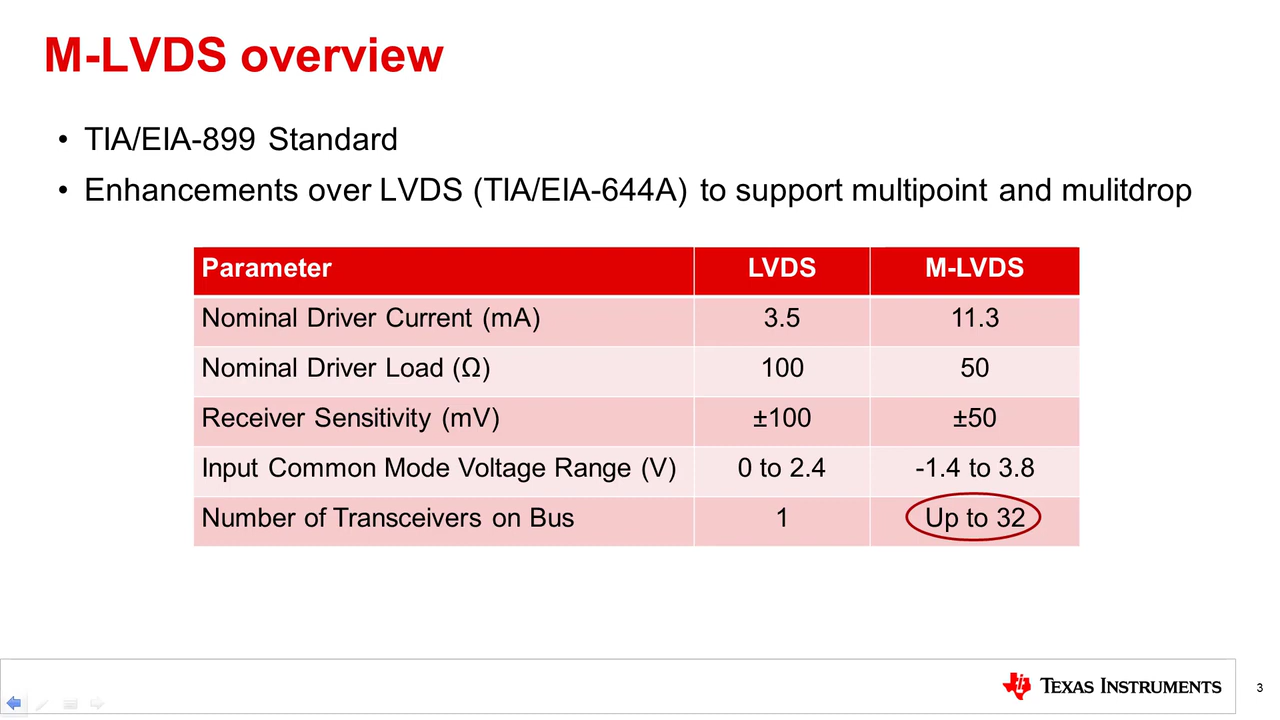 M-LVDS overview
• TIA/EIA-899 Standard
• Enhancements over LVDS (TIA/EIA-644A) to support multipoint and mulitdrop
Parameter LVDS M-LVDS
Nominal Driver Current (mA) 3.5 11.3
Nominal Driver Load (Ω) 100 50
Receiver Sensitivity (mV) ±100 ±50
Input Common Mode Voltage Range (V) 0 to 2.4 -1.4 to 3.8
Number of Transceivers on Bus 1 Up to 32
TEXAS INSTRUMENTS
3